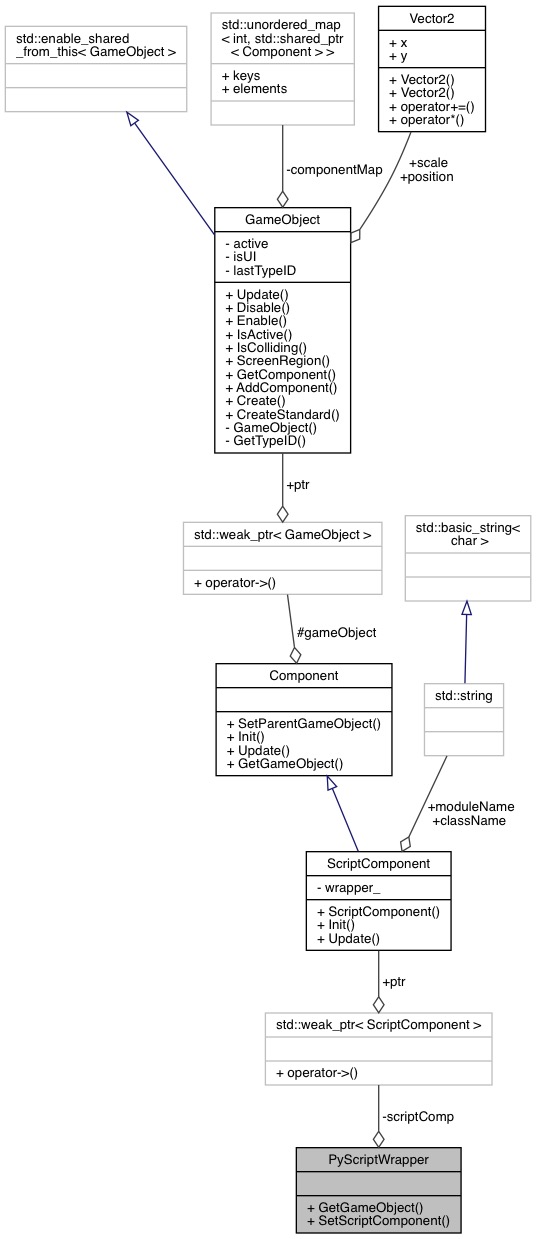 std::enable_shared
_from_this< GameObject >
std::unordered_map
< int, std::shared_ptr
< Component > >
+ keys
+ elements
Vector2
+ x
+ y
+ Vector2()
+ Vector2()
+ operator+=()
+ operator*()
-componentMap
+scale
+position
GameObject
- active
- isUI
- lastTypeID
+ Update()
+ Disable()
+ Enable()
+ IsActive()
+ IsColliding()
+ ScreenRegion()
+ GetComponent()
+ AddComponent()
+ Create()
+ CreateStandard()
- GameObject()
- GetTypeID()
+ptr
std::weak_ptr< GameObject >
+ operator->()
std::basic_string<
char >
#gameObject
Component
+ SetParentGameObject()
+ Init()
+ Update()
+ GetGameObject()
std::string
+moduleName
+className
ScriptComponent
- wrapper_
+ ScriptComponent()
+ Init()
+ Update()
+ptr
std::weak_ptr< ScriptComponent >
+ operator->()
-scriptComp
PyScriptWrapper
+ GetGameObject()
+ SetScriptComponent()